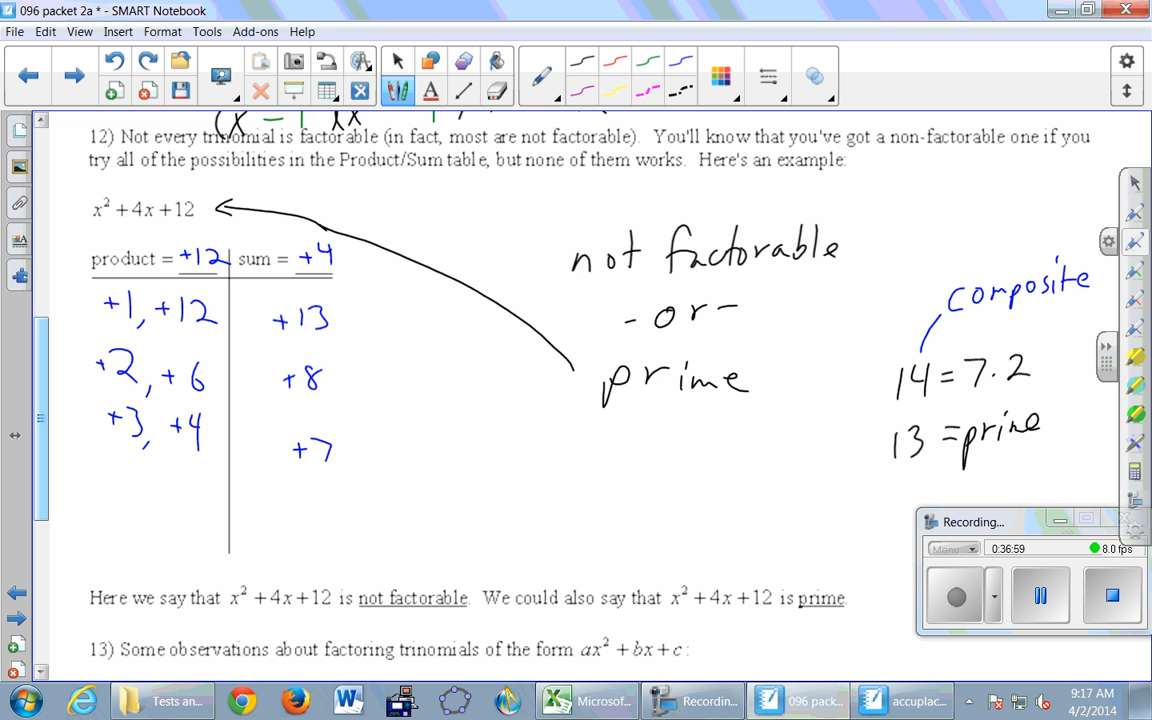 096 packet 2a * - SMART Notebook
File Edit View Insert Format Tools Add-ons Help
12) Not every trinomial is factorable (in fact, most are not factorable). You'll know that you've got a non-factorable one if you
try all of the possibilities in the Product/Sum table, but none of them works. Here's an example:
x² + 4x + 12
product = +12 sum = +4
+1, +12 +13
+2, +6 +8
+3, +4 +7
not factorable
- or -
prime
composite
14 = 7 · 2
13 = prime
Recording...
Menu 0:36:59 8.0 fps
Here we say that x² + 4x + 12 is not factorable. We could also say that x² + 4x + 12 is prime.
13) Some observations about factoring trinomials of the form ax² + bx + c :
Tests an... Microsof... Recording... 096 pack... accuplac...
9:17 AM
4/2/2014